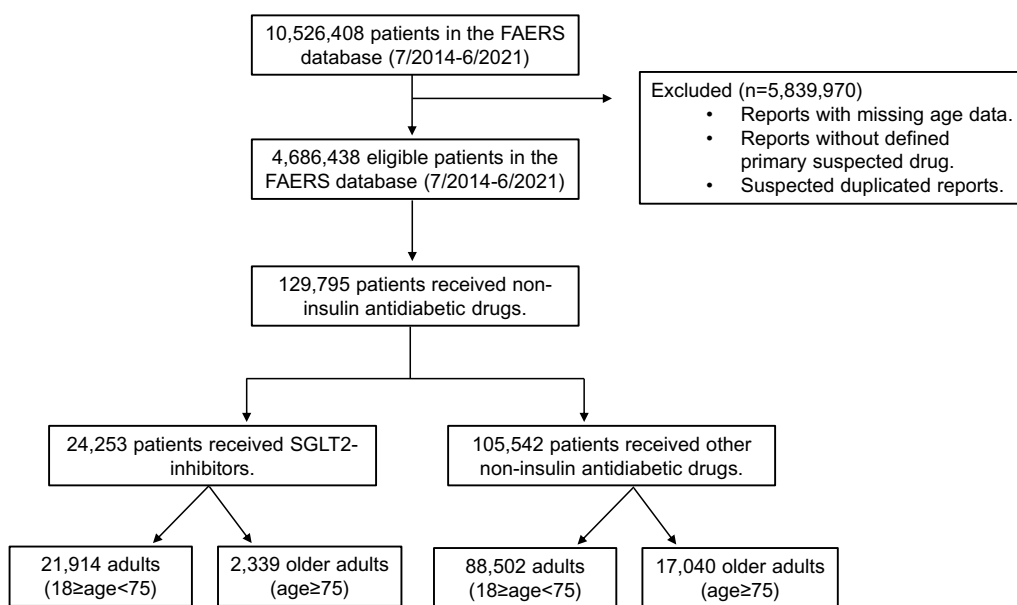 10,526,408 patients in the FAERS
database (7/2014-6/2021)
Excluded (n=5,839,970)
• Reports with missing age data.
• Reports without defined
primary suspected drug.
• Suspected duplicated reports.
4,686,438 eligible patients in the
FAERS database (7/2014-6/2021)
129,795 patients received non-
insulin antidiabetic drugs.
24,253 patients received SGLT2-
inhibitors.
105,542 patients received other
non-insulin antidiabetic drugs.
21,914 adults
(18≥age<75)
2,339 older adults
(age≥75)
88,502 adults
(18≥age<75)
17,040 older adults
(age≥75)